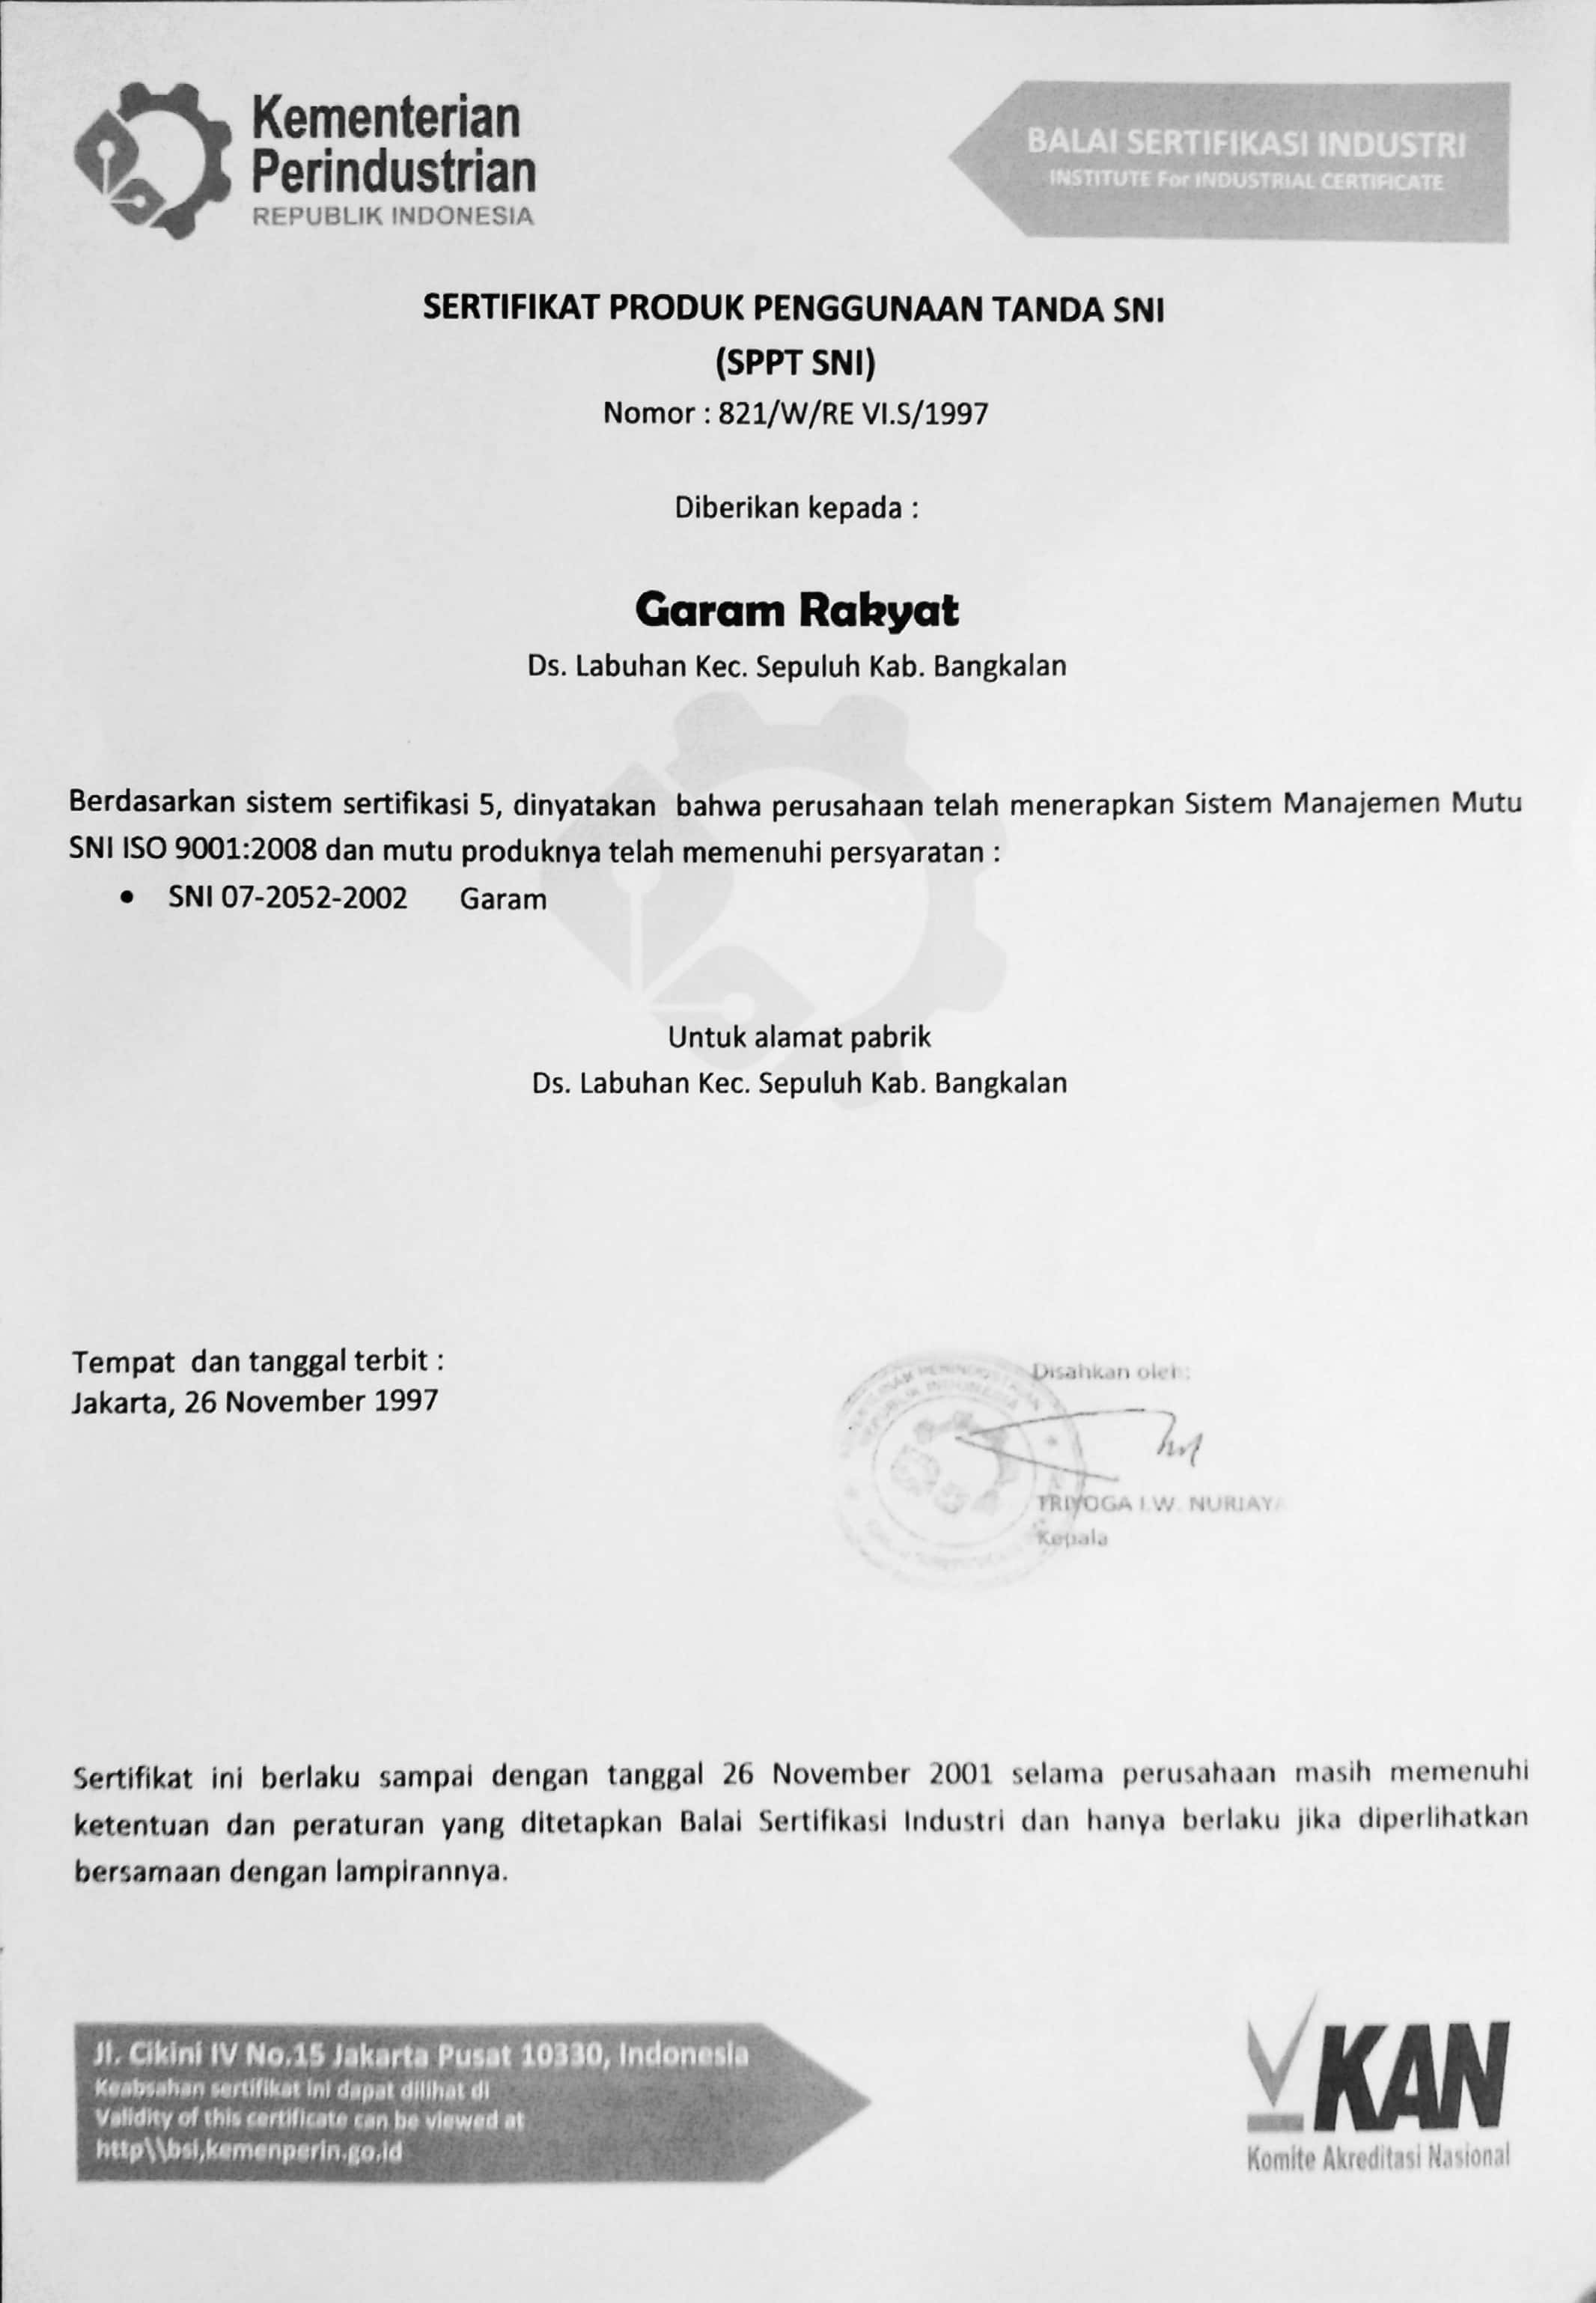 Kementerian
Perindustrian
REPUBLIK INDONESIA
BALAI SERTIFIKASI INDUSTRI
INSTITUTE For INDUSTRIAL CERTIFICATE
SERTIFIKAT PRODUK PENGGUNAAN TANDA SNI
(SPPT SNI)
Nomor : 821/W/RE VI.S/1997
Diberikan kepada :
Garam Rakyat
Ds. Labuhan Kec. Sepuluh Kab. Bangkalan
Berdasarkan sistem sertifikasi 5, dinyatakan bahwa perusahaan telah menerapkan Sistem Manajemen Mutu
SNI ISO 9001:2008 dan mutu produknya telah memenuhi persyaratan :
• SNI 07-2052-2002 Garam
Untuk alamat pabrik
Ds. Labuhan Kec. Sepuluh Kab. Bangkalan
Tempat dan tanggal terbit :
Jakarta, 26 November 1997
Disahkan oleh :
TRIYOGA I.W. NURJAYA
Kepala
Sertifikat ini berlaku sampai dengan tanggal 26 November 2001 selama perusahaan masih memenuhi
ketentuan dan peraturan yang ditetapkan Balai Sertifikasi Industri dan hanya berlaku jika diperlihatkan
bersamaan dengan lampirannya.
Jl. Cikini IV No.15 Jakarta Pusat 10330, Indonesia
Keabsahan sertifikat ini dapat dilihat di
Validity of this certificate can be viewed at
http\\bsi,kemenperin.go.id
KAN
Komite Akreditasi Nasional